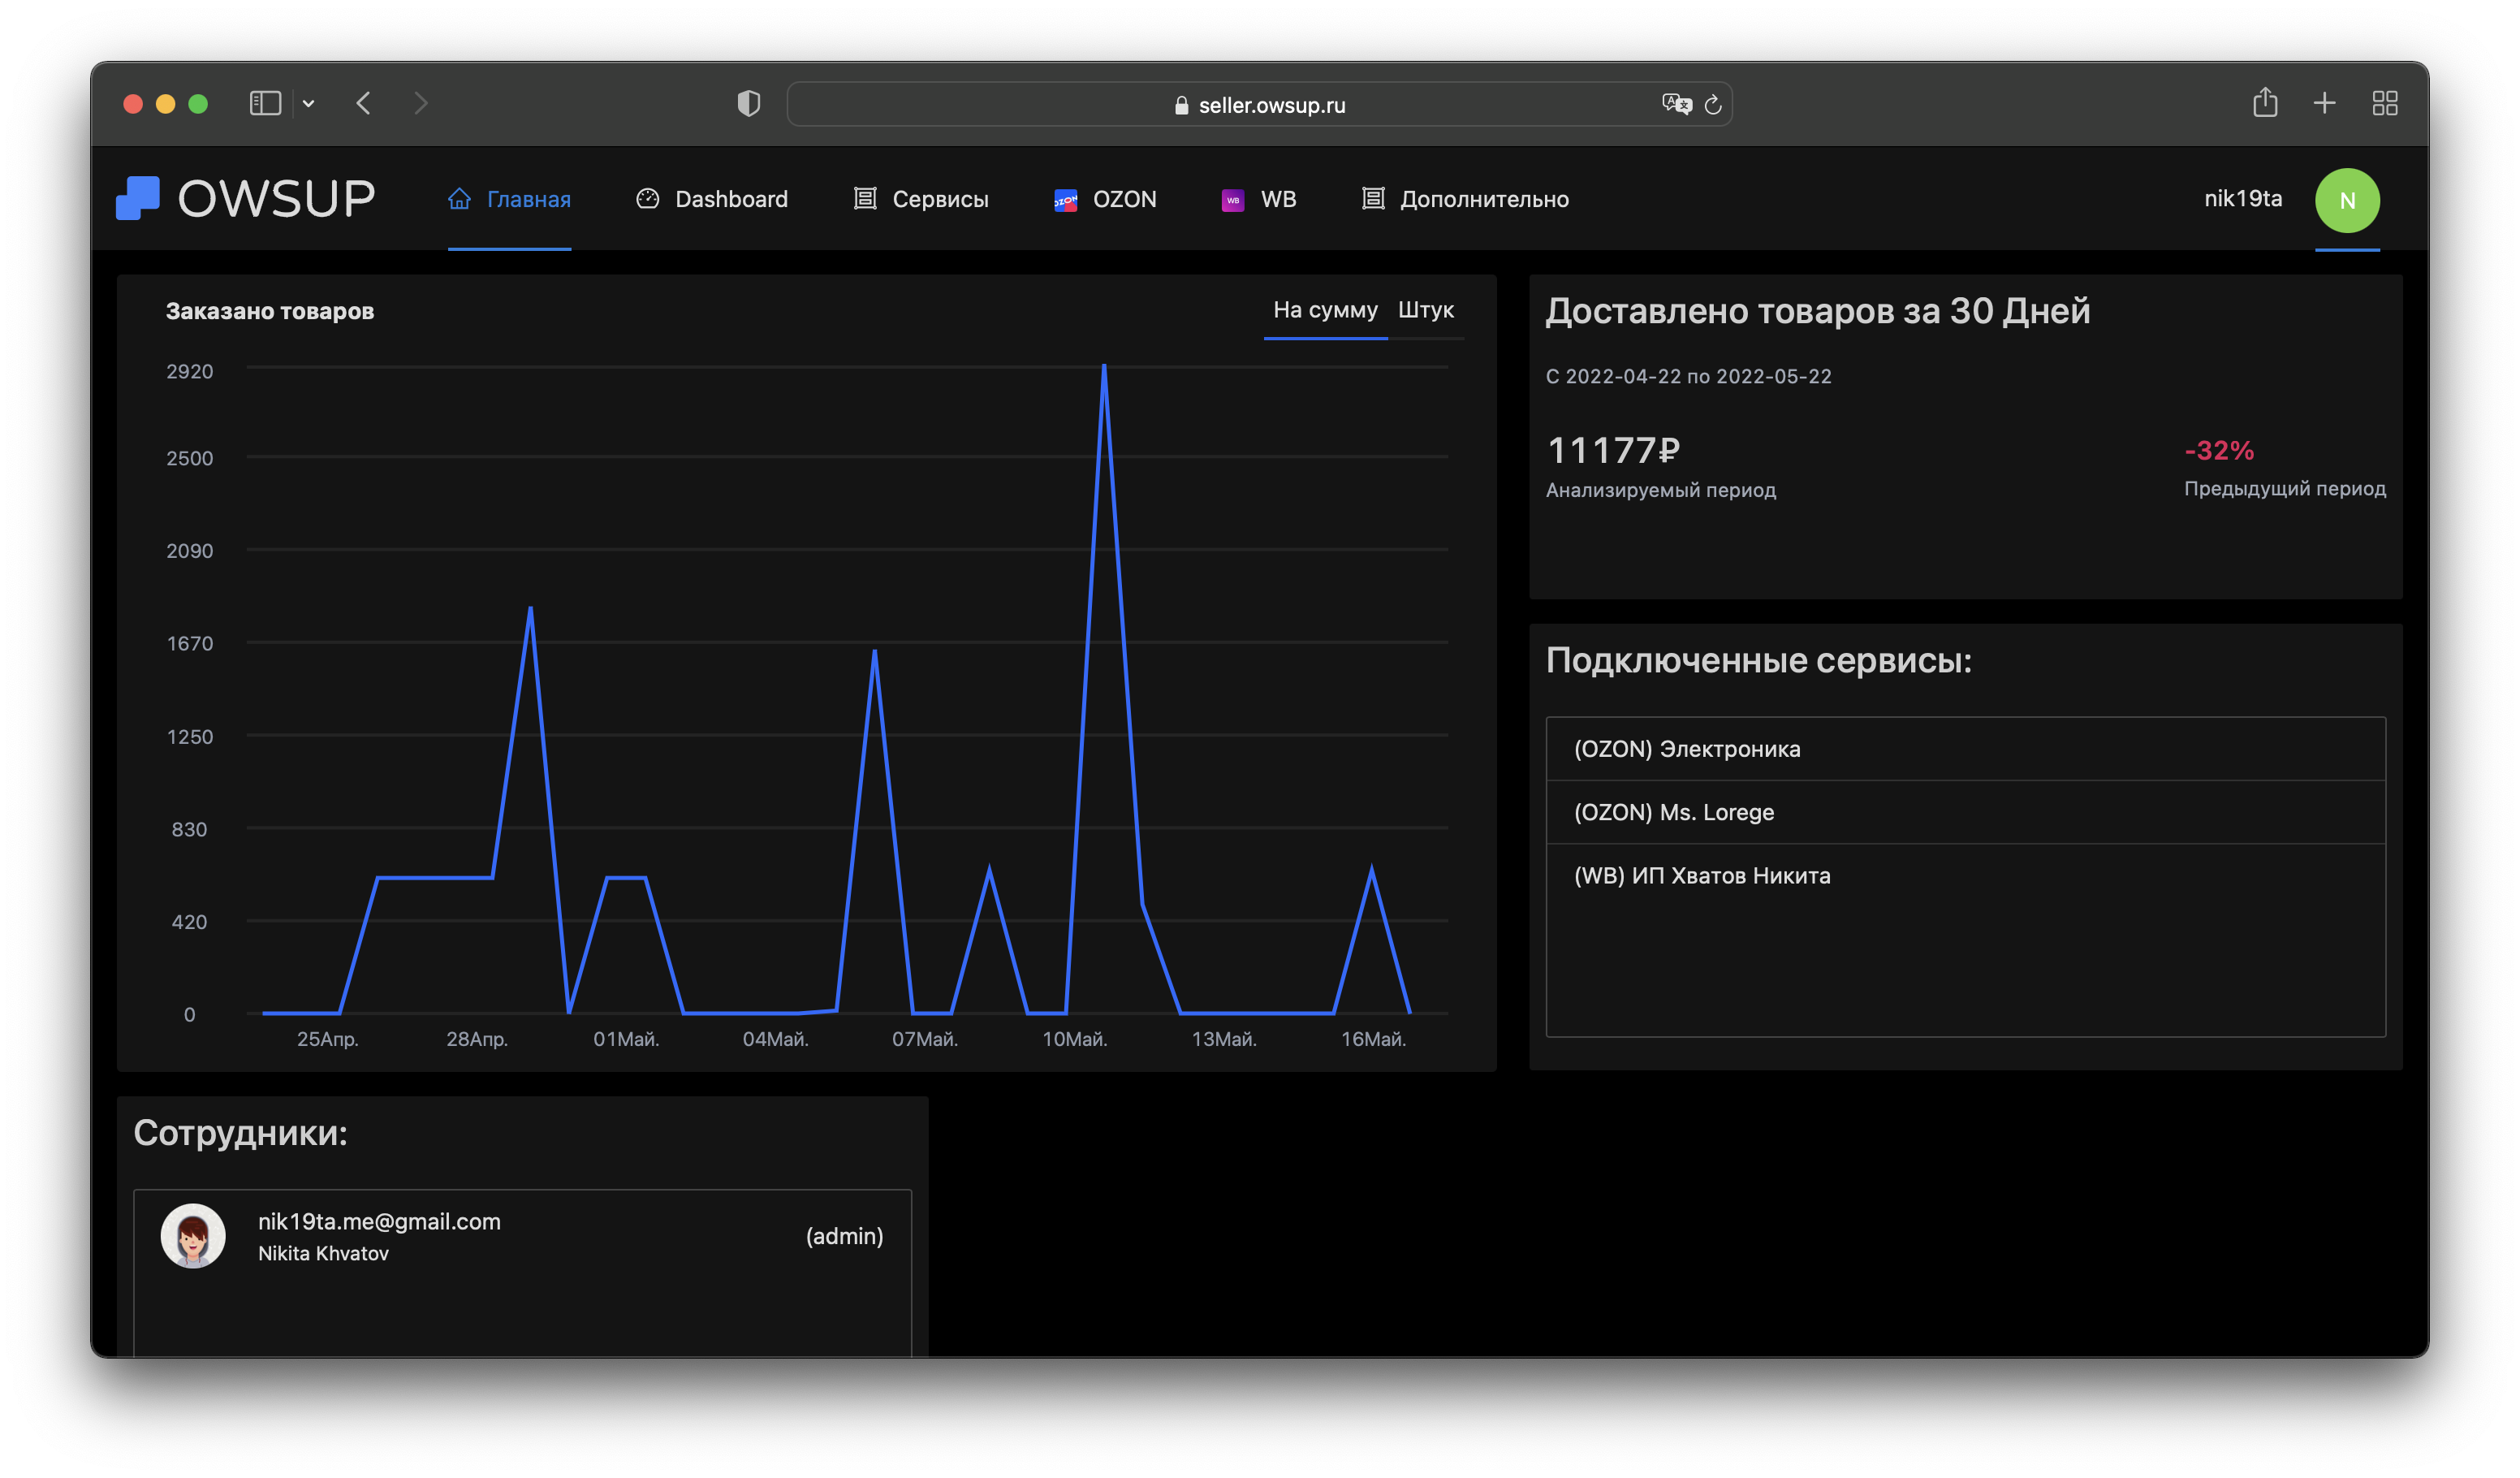 seller.owsup.ru
OWSUP
Главная
Dashboard
Сервисы
OZON
OZON
WB
WB
Дополнительно
nik19ta
N
Заказано товаров
На сумму
Штук
2920
2500
2090
1670
1250
830
420
0
25Апр.
28Апр.
01Май.
04Май.
07Май.
10Май.
13Май.
16Май.
Доставлено товаров за 30 Дней
С 2022-04-22 по 2022-05-22
11177₽
Анализируемый период
-32%
Предыдущий период
Подключенные сервисы:
(OZON) Электроника
(OZON) Ms. Lorege
(WB) ИП Хватов Никита
Сотрудники:
nik19ta.me@gmail.com
Nikita Khvatov
(admin)